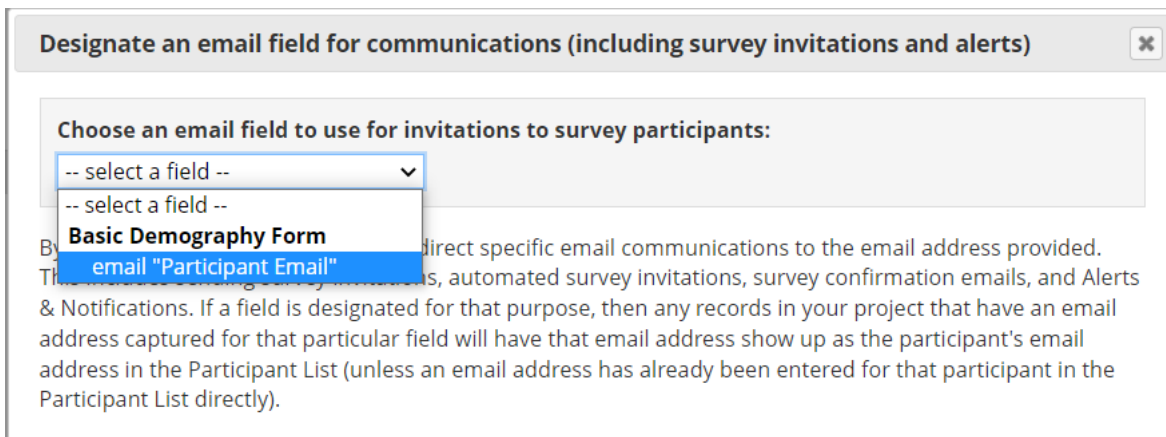 Designate an email field for communications (including survey invitations and alerts)
Choose an email field to use for invitations to survey participants:
-- select a field --
-- select a field --
Basic Demography Form
email "Participant Email"
direct specific email communications to the email address provided.
survey invitations, automated survey invitations, survey confirmation emails, and Alerts
& Notifications. If a field is designated for that purpose, then any records in your project that have an email
address captured for that particular field will have that email address show up as the participant's email
address in the Participant List (unless an email address has already been entered for that participant in the
Participant List directly).